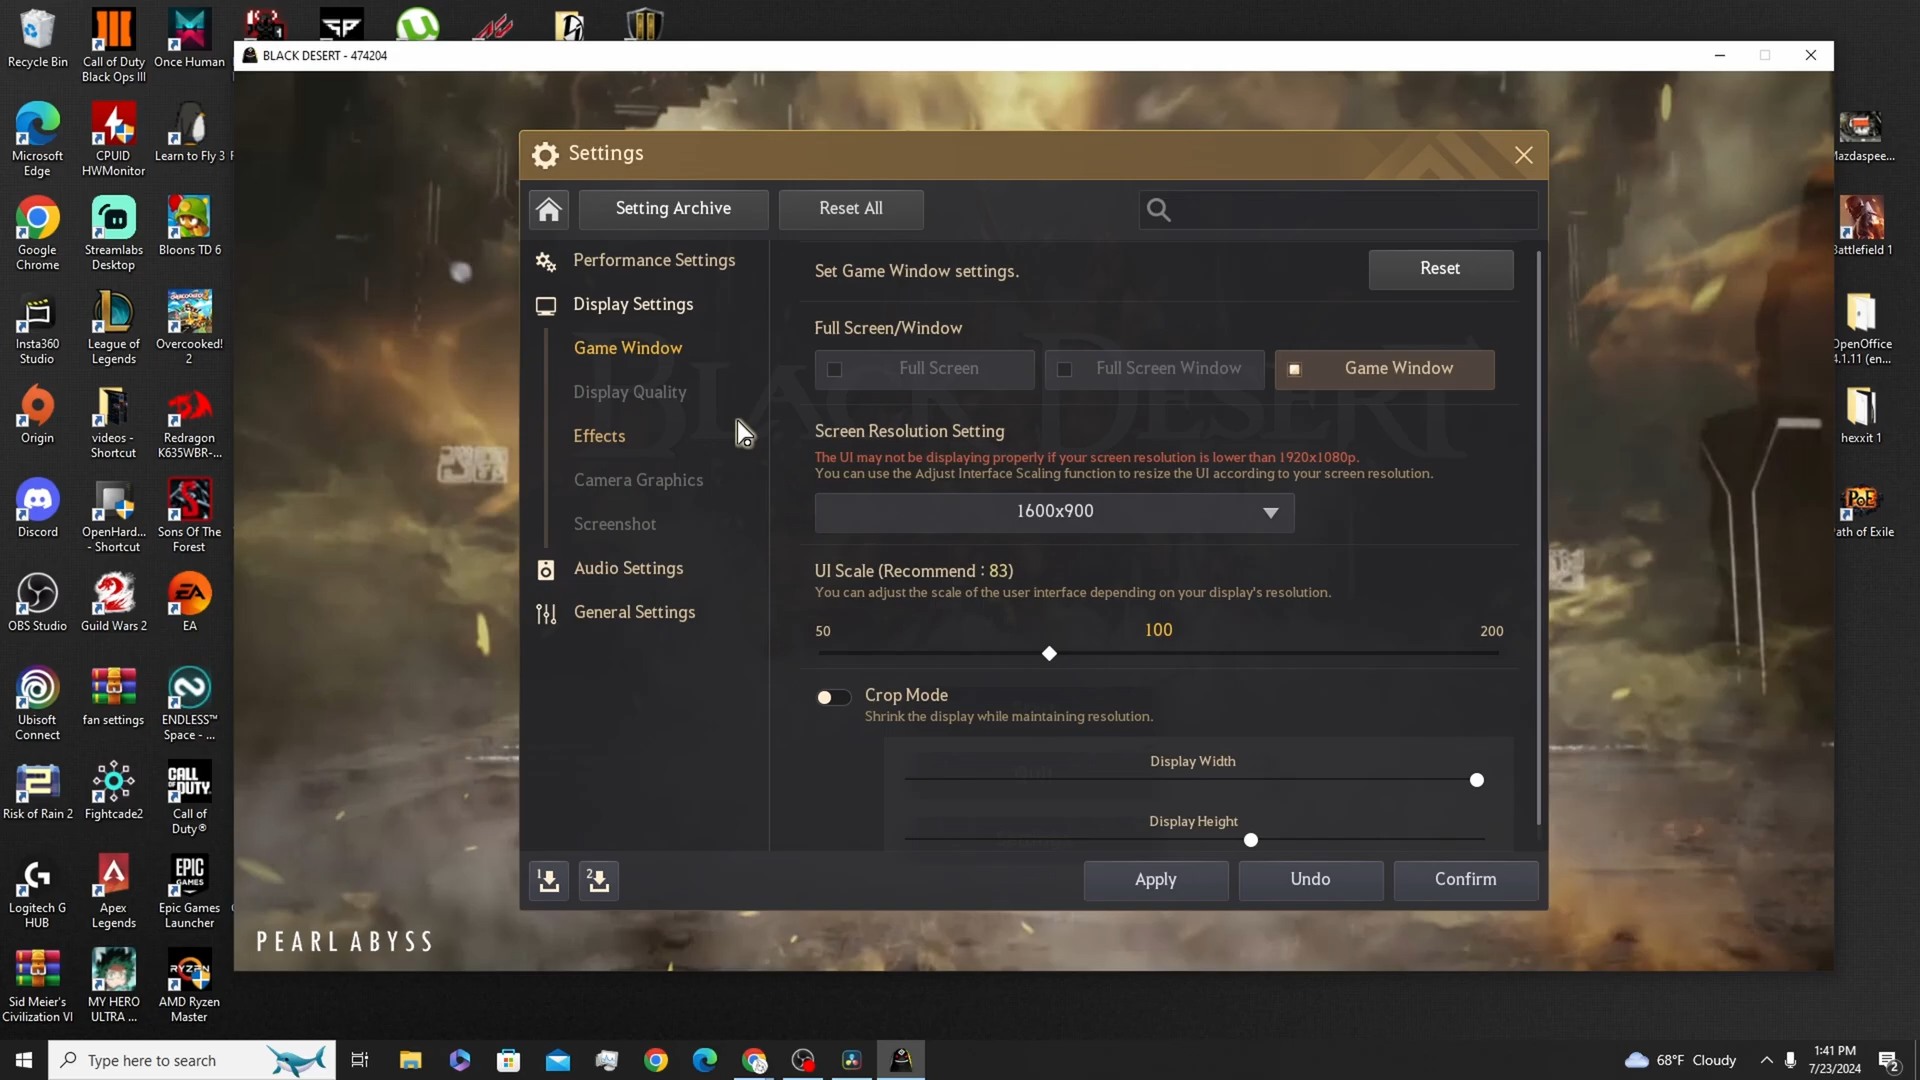 BLACK DESERT - 474204
Settings
Setting Archive
Reset All
Performance Settings
Display Settings
Game Window
Display Quality
Effects
Camera Graphics
Screenshot
Audio Settings
General Settings
Set Game Window settings.
Reset
Full Screen/Window
Full Screen
Full Screen Window
Game Window
Screen Resolution Setting
The UI may not be displaying properly if your screen resolution is lower than 1920x1080p.
You can use the Adjust Interface Scaling function to resize the UI according to your screen resolution.
1600x900
UI Scale (Recommend : 83)
You can adjust the scale of the user interface depending on your display's resolution.
50
100
200
Crop Mode
Shrink the display while maintaining resolution.
Display Width
Display Height
1
2
Apply
Undo
Confirm
BLACK DESERT
PEARL ABYSS
Recycle Bin
Call of Duty
Black Ops III
Once Human
Microsoft
Edge
CPUID
HWMonitor
Learn to Fly 3
Google
Chrome
Streamlabs
Desktop
Bloons TD 6
Insta360
Studio
League of
Legends
Overcooked!
2
Origin
videos -
Shortcut
Redragon
K635WBR-...
Discord
OpenHard...
- Shortcut
Sons Of The
Forest
OBS Studio
Guild Wars 2
EA
Ubisoft
Connect
fan settings
ENDLESS™
Space - ...
Risk of Rain 2
Fightcade2
Call of
Duty®
Logitech G
HUB
Apex
Legends
Epic Games
Launcher
Sid Meier's
Civilization VI
MY HERO
ULTRA ...
AMD Ryzen
Master
Mazdaspee...
Battlefield 1
OpenOffice
4.1.11 (en...
hexxit 1
Path of Exile
Type here to search
68°F Cloudy
1:41 PM
7/23/2024
2